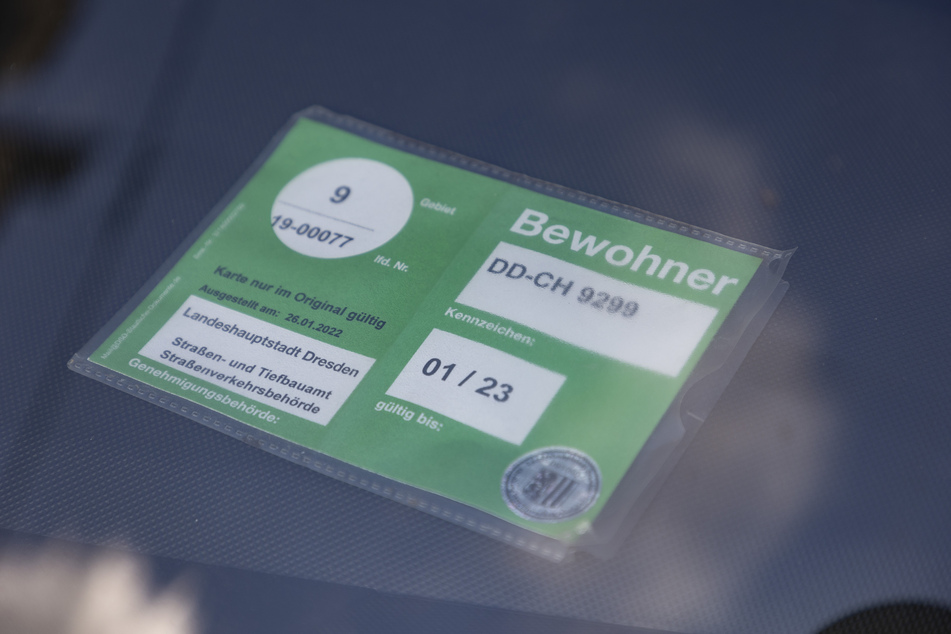 9
Gebiet
19-00077
lfd. Nr.
Karte nur im Original gültig
Ausgestellt am: 26.01.2022
Landeshauptstadt Dresden
Straßen- und Tiefbauamt
Straßenverkehrsbehörde
Genehmigungsbehörde:
Bewohner
DD-CH 9299
Kennzeichen:
01 / 23
gültig bis: